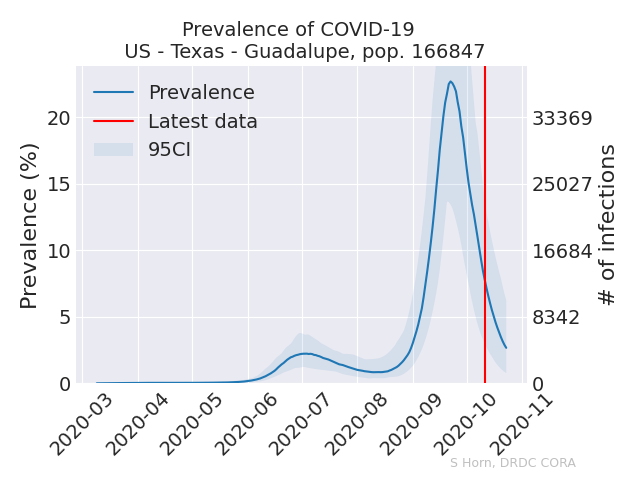 Prevalence of COVID-19
US - Texas - Guadalupe, pop. 166847
Prevalence
Latest data
95CI
Prevalence (%)
20
15
10
5
0
33369
25027
16684
8342
0
# of infections
2020-03
2020-04
2020-05
2020-06
2020-07
2020-08
2020-09
2020-10
2020-11
S Horn, DRDC CORA